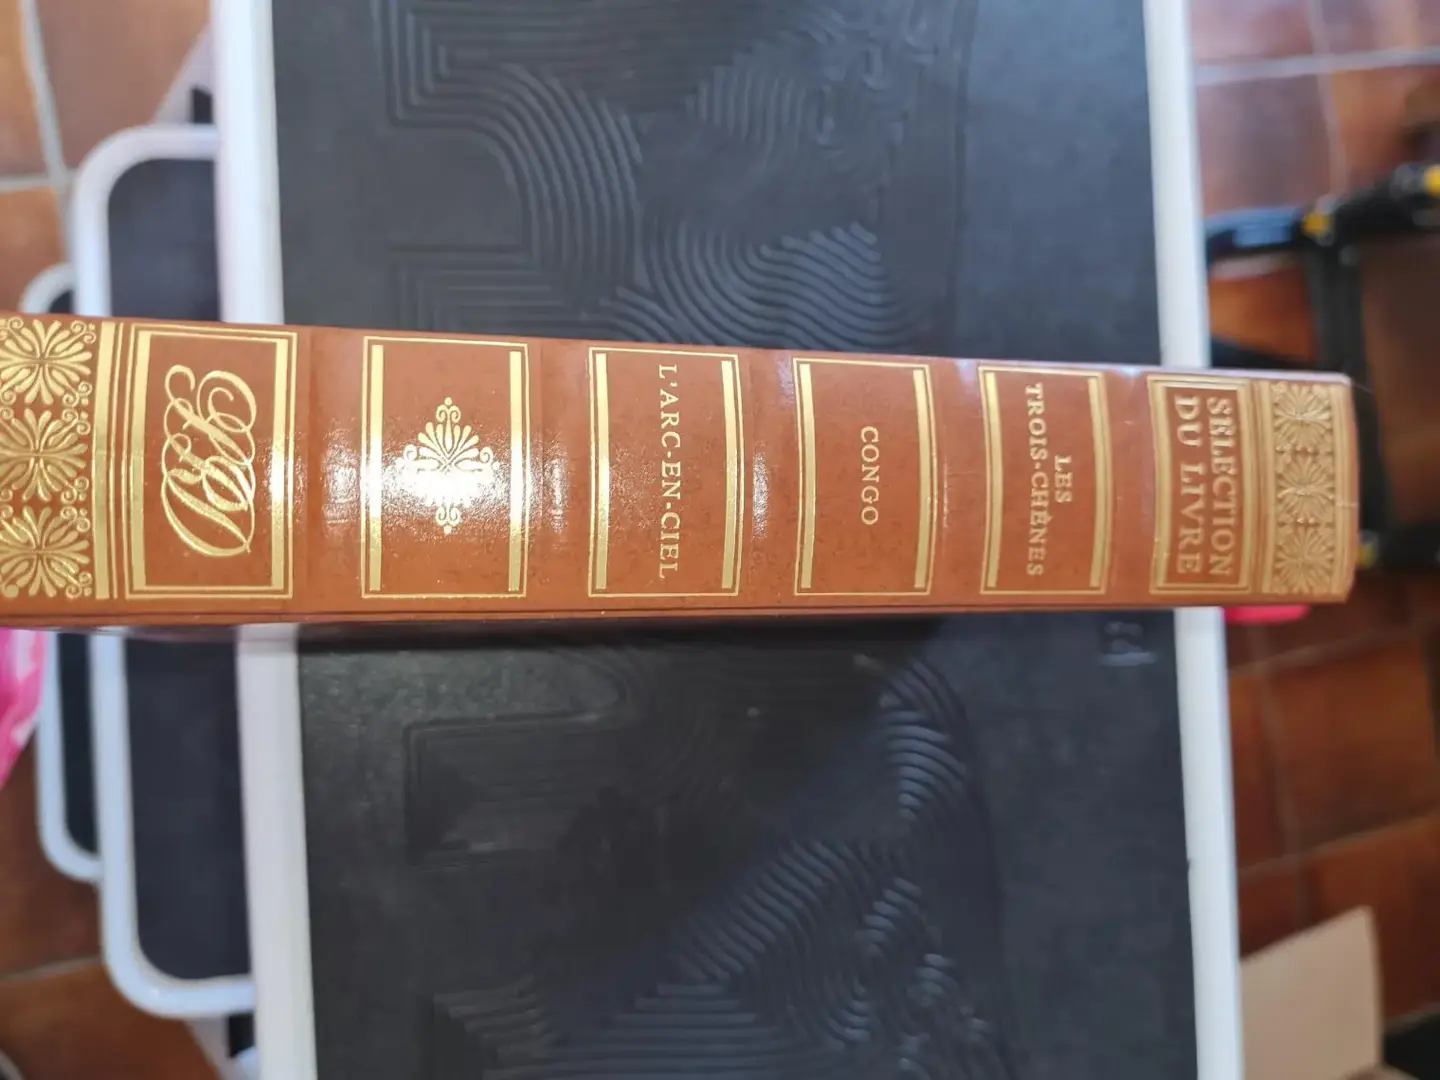 SÉLECTION
DU LIVRE
LES
TROIS-CHÊNES
CONGO
L'ARC-EN-CIEL